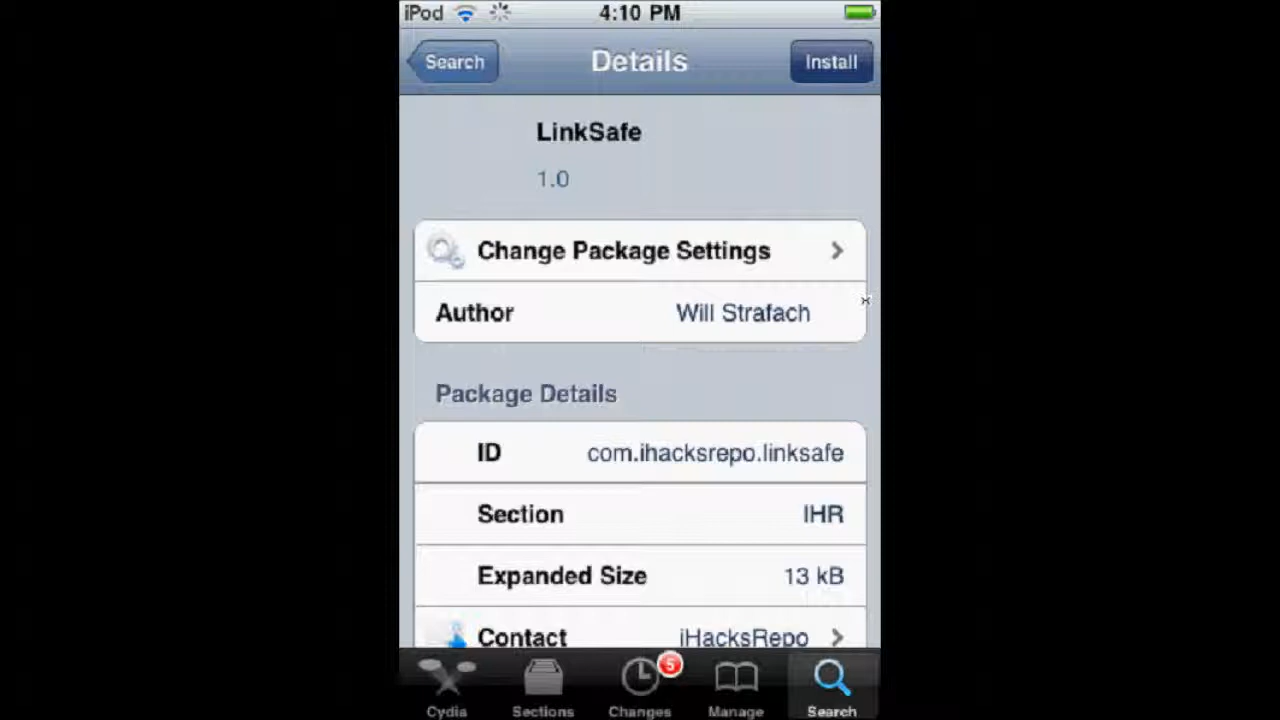 iPod 4:10 PM
Search Details Install
LinkSafe
1.0
Change Package Settings
Author Will Strafach
Package Details
ID com.ihacksrepo.linksafe
Section IHR
Expanded Size 13 kB
Contact iHacksRepo
5
Cydia Sections Changes Manage Search